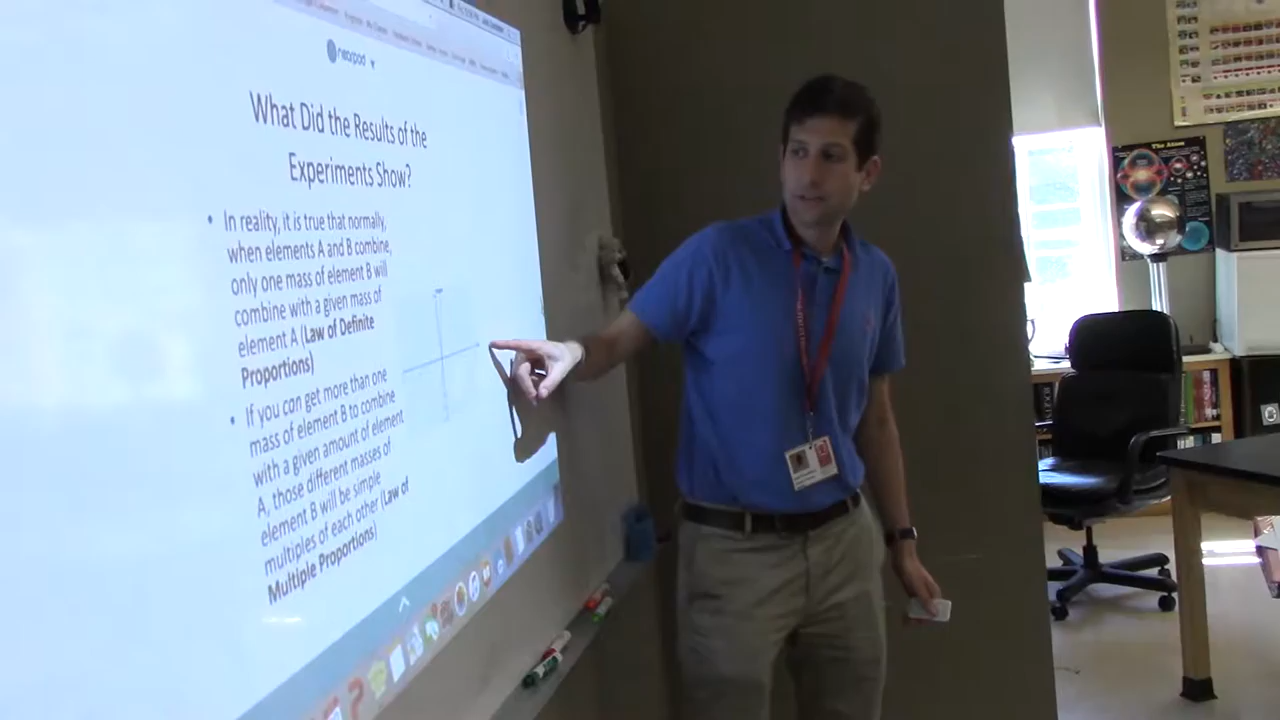 nearpod
What Did the Results of the
Experiments Show?
• In reality, it is true that normally,
when elements A and B combine,
only one mass of element B will
combine with a given mass of
element A (Law of Definite
Proportions)
• If you can get more than one
mass of element B to combine
with a given amount of element
A, those different masses of
element B will be simple
multiples of each other (Law of
Multiple Proportions)
The Atom